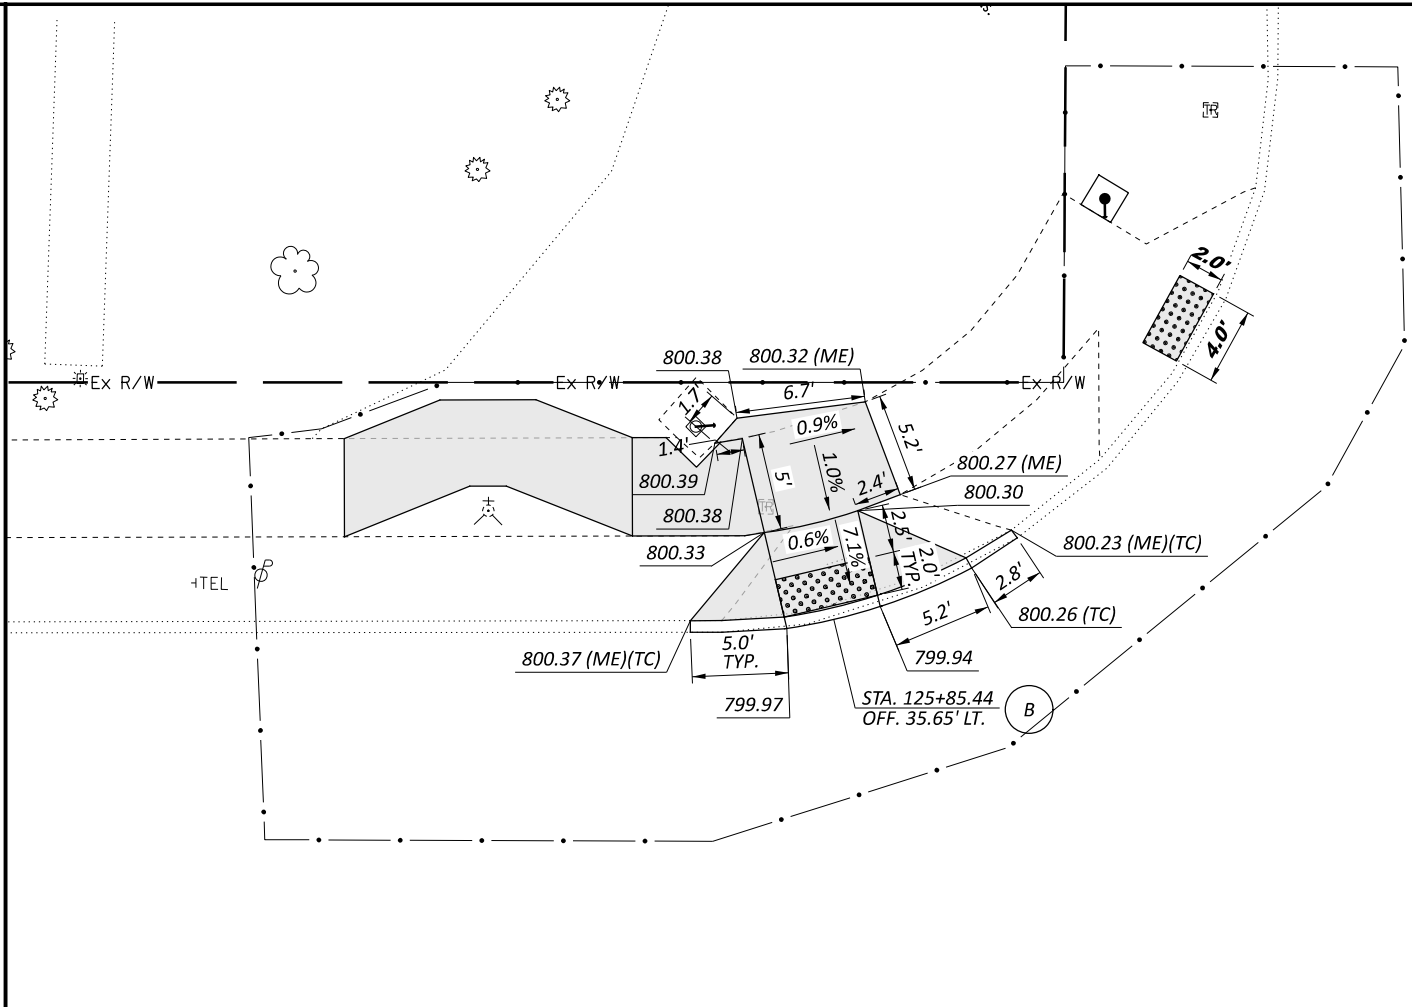 TR
2.0'
4.0'
800.38
800.32 (ME)
Ex R/W
Ex R/W
Ex R/W
1.7'
6.7'
0.9%
5.2'
1.4'
1.0%
5'
800.39
2.4'
800.27 (ME)
800.30
TR
800.38
2.5'
800.33
0.6%
7.1%
2.0'
TYP.
800.23 (ME)(TC)
TEL
2.8'
5.2'
800.26 (TC)
5.0'
TYP.
800.37 (ME)(TC)
799.94
799.97
STA. 125+85.44
OFF. 35.65' LT.
B